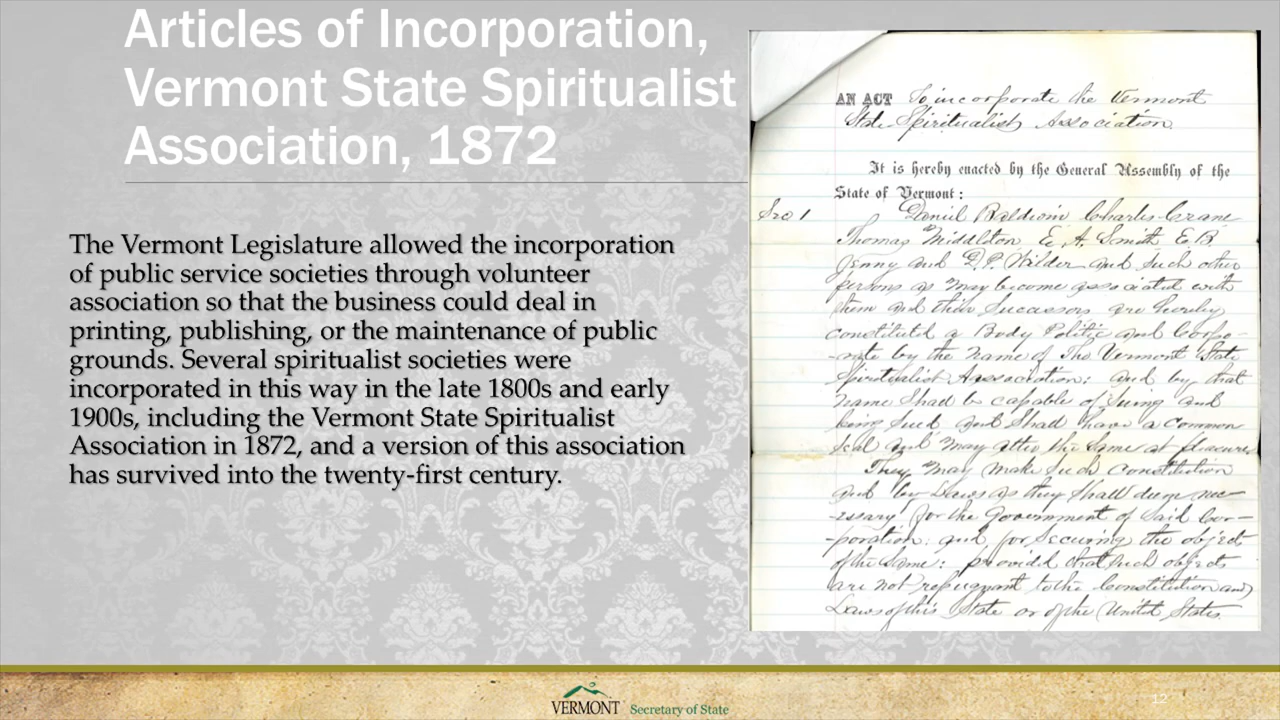 Articles of Incorporation,
Vermont State Spiritualist
Association, 1872
The Vermont Legislature allowed the incorporation
of public service societies through volunteer
association so that the business could deal in
printing, publishing, or the maintenance of public
grounds. Several spiritualist societies were
incorporated in this way in the late 1800s and early
1900s, including the Vermont State Spiritualist
Association in 1872, and a version of this association
has survived into the twenty-first century.
AN ACT To incorporate the Vermont
State Spiritualist Association.
It is hereby enacted by the General Assembly of the
State of Vermont:
Sec 1
Daniel Baldwin Charles Crane
Thomas Middleton, E. A. Smith, E. B.
and D. P. Wilder and such other
persons as may become associated with
them and their Successors are hereby
constituted a Body Politic and Corpo-
-rate by the Name of The Vermont State
Spiritualist Association: and by that
Name Shall be capable of Suing and
being Sued and Shall have a Common
Seal and may alter the Same at pleasure
They may make Such Constitution
and by Laws as they Shall deem nec-
-essary for the Government of said Cor-
-poration: and for Securing the object
of the Same: provided that such objects
are not repugnant to the Constitution and
Laws of this State or of the United States.
VERMONT Secretary of State
12